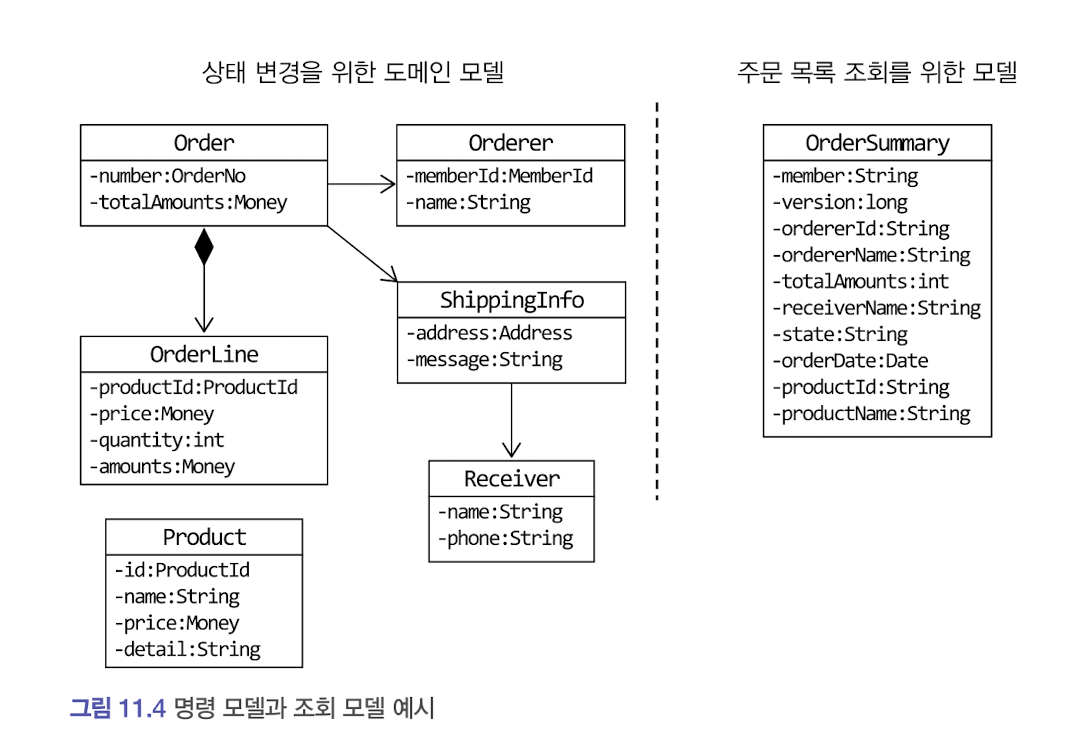 상태 변경을 위한 도메인 모델
주문 목록 조회를 위한 모델
Order
-number:OrderNo
-totalAmounts:Money
Orderer
-memberId:MemberId
-name:String
ShippingInfo
-address:Address
-message:String
OrderLine
-productId:ProductId
-price:Money
-quantity:int
-amounts:Money
Receiver
-name:String
-phone:String
Product
-id:ProductId
-name:String
-price:Money
-detail:String
OrderSummary
-member:String
-version:long
-ordererId:String
-ordererName:String
-totalAmounts:int
-receiverName:String
-state:String
-orderDate:Date
-productId:String
-productName:String
그림 11.4 명령 모델과 조회 모델 예시